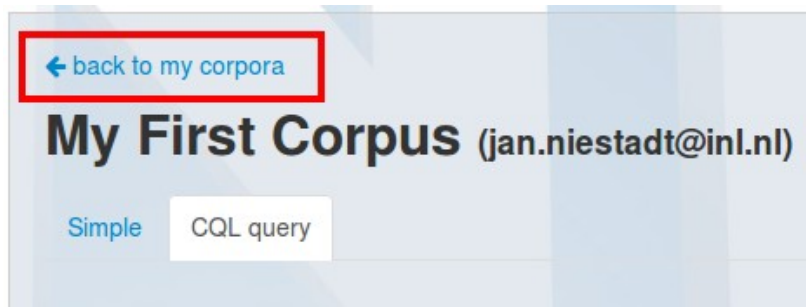 back to my corpora
My First Corpus (jan.niestadt@inl.nl)
Simple CQL query